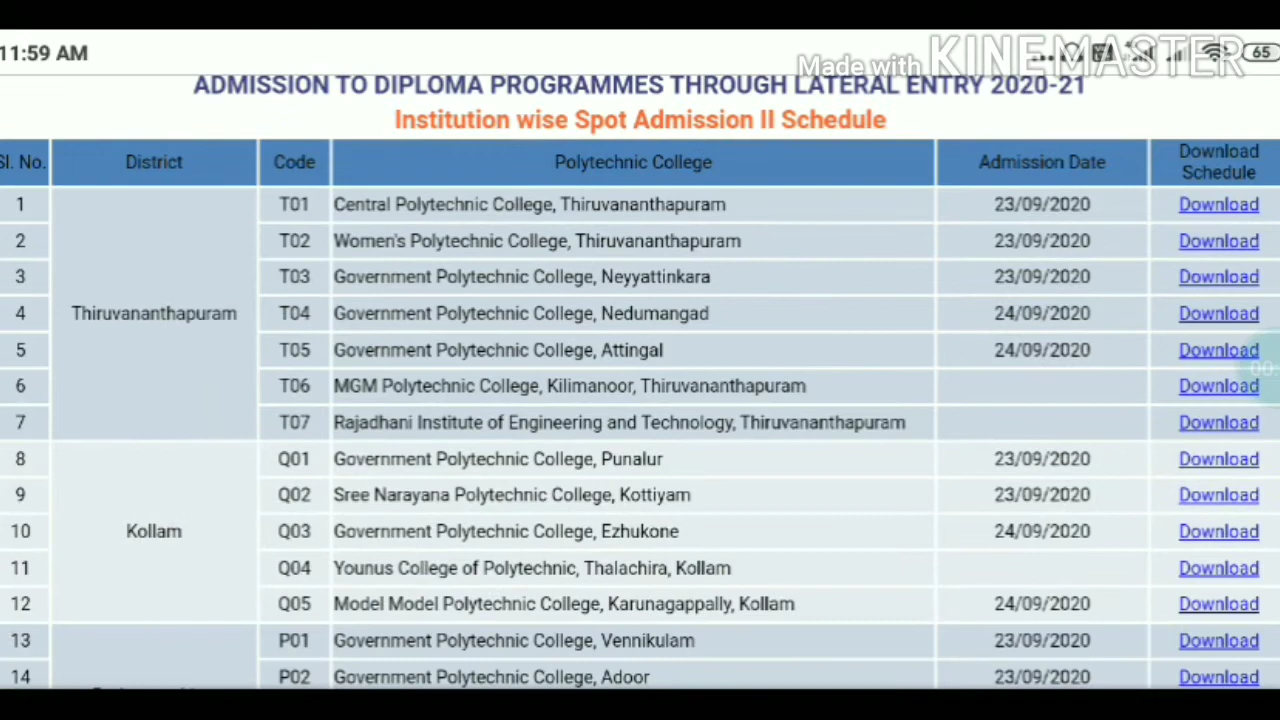 11:59 AM
65
Made with KINEMASTER
ADMISSION TO DIPLOMA PROGRAMMES THROUGH LATERAL ENTRY 2020-21
Institution wise Spot Admission II Schedule
Sl. No. District Code Polytechnic College Admission Date Download Schedule
1 T01 Central Polytechnic College, Thiruvananthapuram 23/09/2020 Download
2 T02 Women's Polytechnic College, Thiruvananthapuram 23/09/2020 Download
3 T03 Government Polytechnic College, Neyyattinkara 23/09/2020 Download
4 Thiruvananthapuram T04 Government Polytechnic College, Nedumangad 24/09/2020 Download
5 T05 Government Polytechnic College, Attingal 24/09/2020 Download
00:
6 T06 MGM Polytechnic College, Kilimanoor, Thiruvananthapuram Download
7 T07 Rajadhani Institute of Engineering and Technology, Thiruvananthapuram Download
8 Q01 Government Polytechnic College, Punalur 23/09/2020 Download
9 Q02 Sree Narayana Polytechnic College, Kottiyam 23/09/2020 Download
10 Kollam Q03 Government Polytechnic College, Ezhukone 24/09/2020 Download
11 Q04 Younus College of Polytechnic, Thalachira, Kollam Download
12 Q05 Model Model Polytechnic College, Karunagappally, Kollam 24/09/2020 Download
13 P01 Government Polytechnic College, Vennikulam 23/09/2020 Download
14 P02 Government Polytechnic College, Adoor 23/09/2020 Download